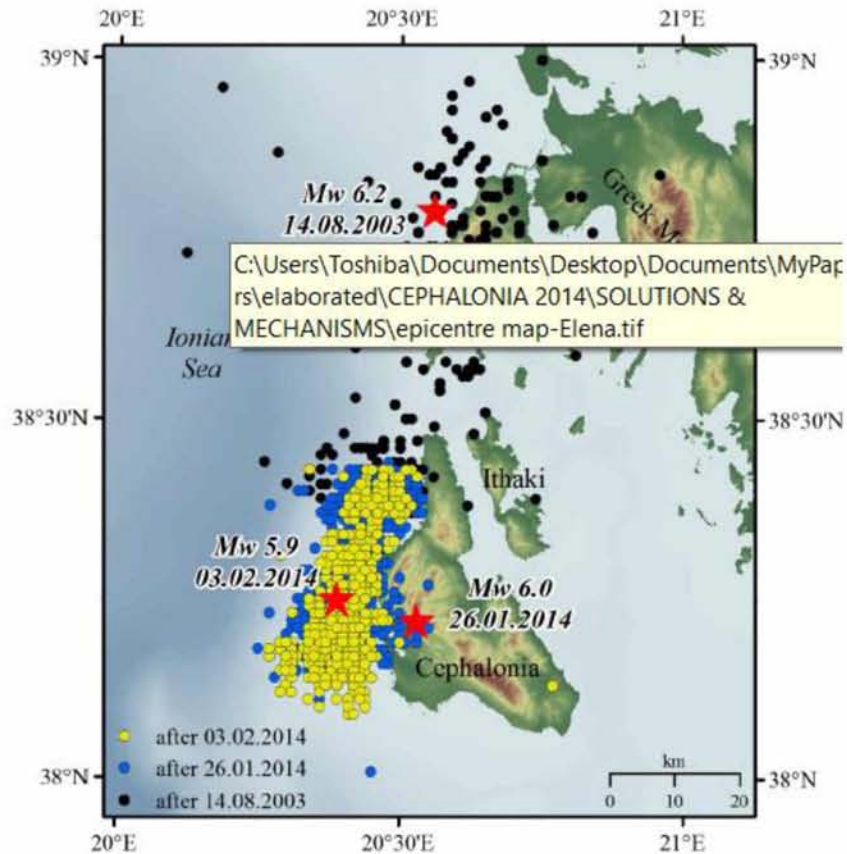 20°E 20°30'E 21°E
39°N 39°N
Mw 6.2
14.08.2003
Greek
C:\Users\Toshiba\Documents\Desktop\Documents\MyPap
rs\elaborated\CEPHALONIA 2014\SOLUTIONS &
MECHANISMS\epicentre map-Elena.tif
Sea
38°30'N 38°30'N
Ithaki
Mw 5.9
03.02.2014
Mw 6.0
26.01.2014
Cephalonia
after 03.02.2014
after 26.01.2014
after 14.08.2003
km
0 10 20
38°N 38°N
20°E 20°30'E 21°E